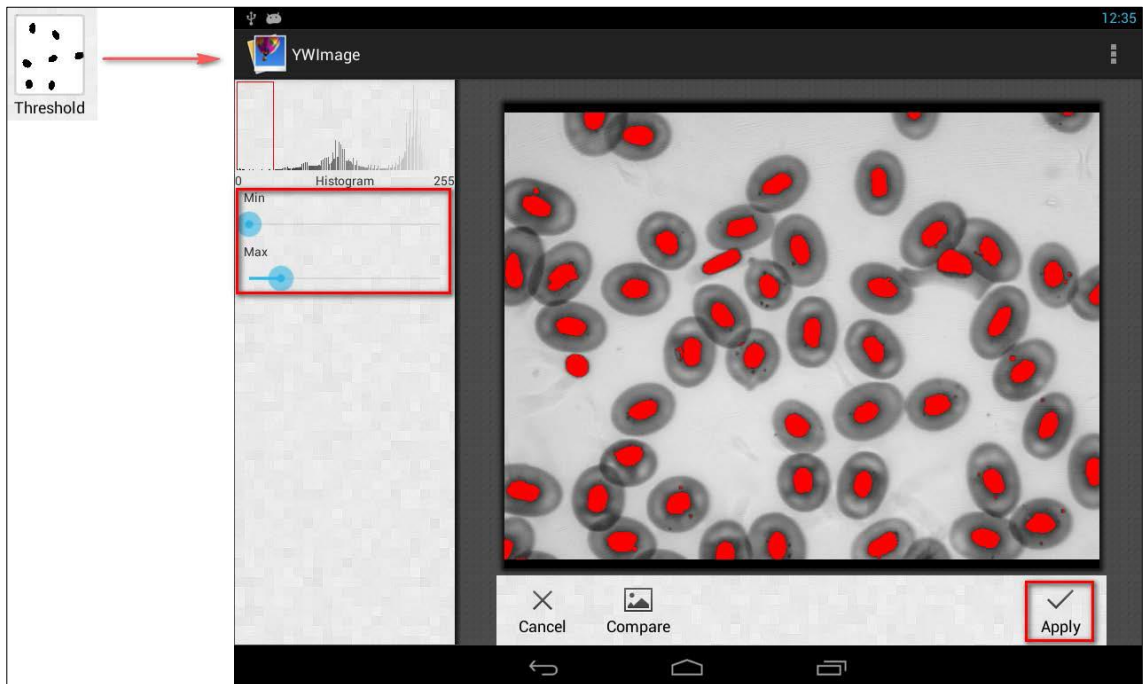 Threshold
12:35
YWImage
0 Histogram 255
Min
Max
Cancel Compare Apply